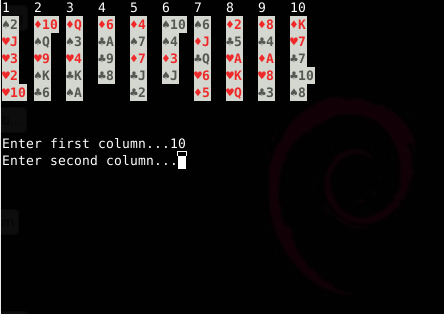 1 2 3 4 5 6 7 8 9 10
♠2 ♦10 ♦Q ♦6 ♦4 ♠10 ♠6 ♦2 ♦8 ♦K
♥J ♠Q ♠3 ♣A ♠7 ♠4 ♦J ♣5 ♣4 ♥7
♥3 ♥9 ♥4 ♣9 ♠5 ♦3 ♣Q ♥A ♦A ♣7
♥2 ♠K ♣K ♣8 ♦7 ♣J ♥6 ♥K ♥8 ♣10
♥10 ♣6 ♠A ♣2 ♠J ♦5 ♥Q ♣3 ♠8
Enter first column...10
Enter second column...